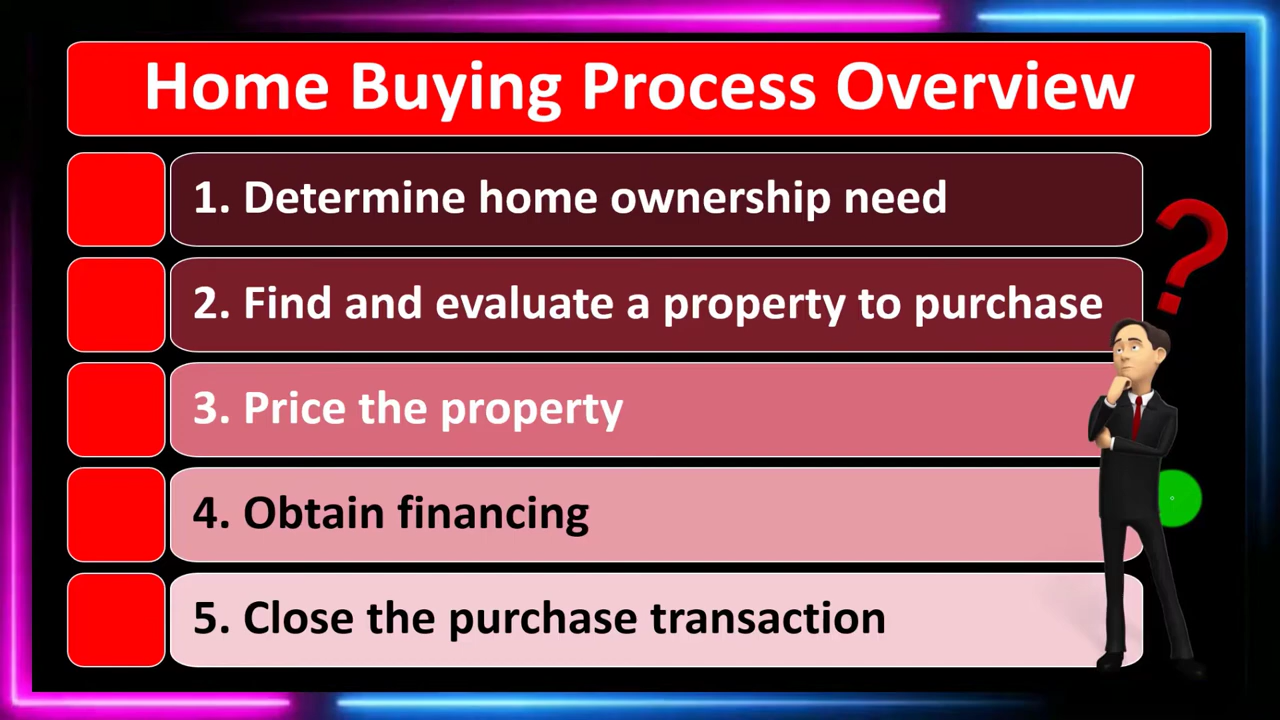 Home Buying Process Overview
1. Determine home ownership need
2. Find and evaluate a property to purchase
3. Price the property
4. Obtain financing
5. Close the purchase transaction
?